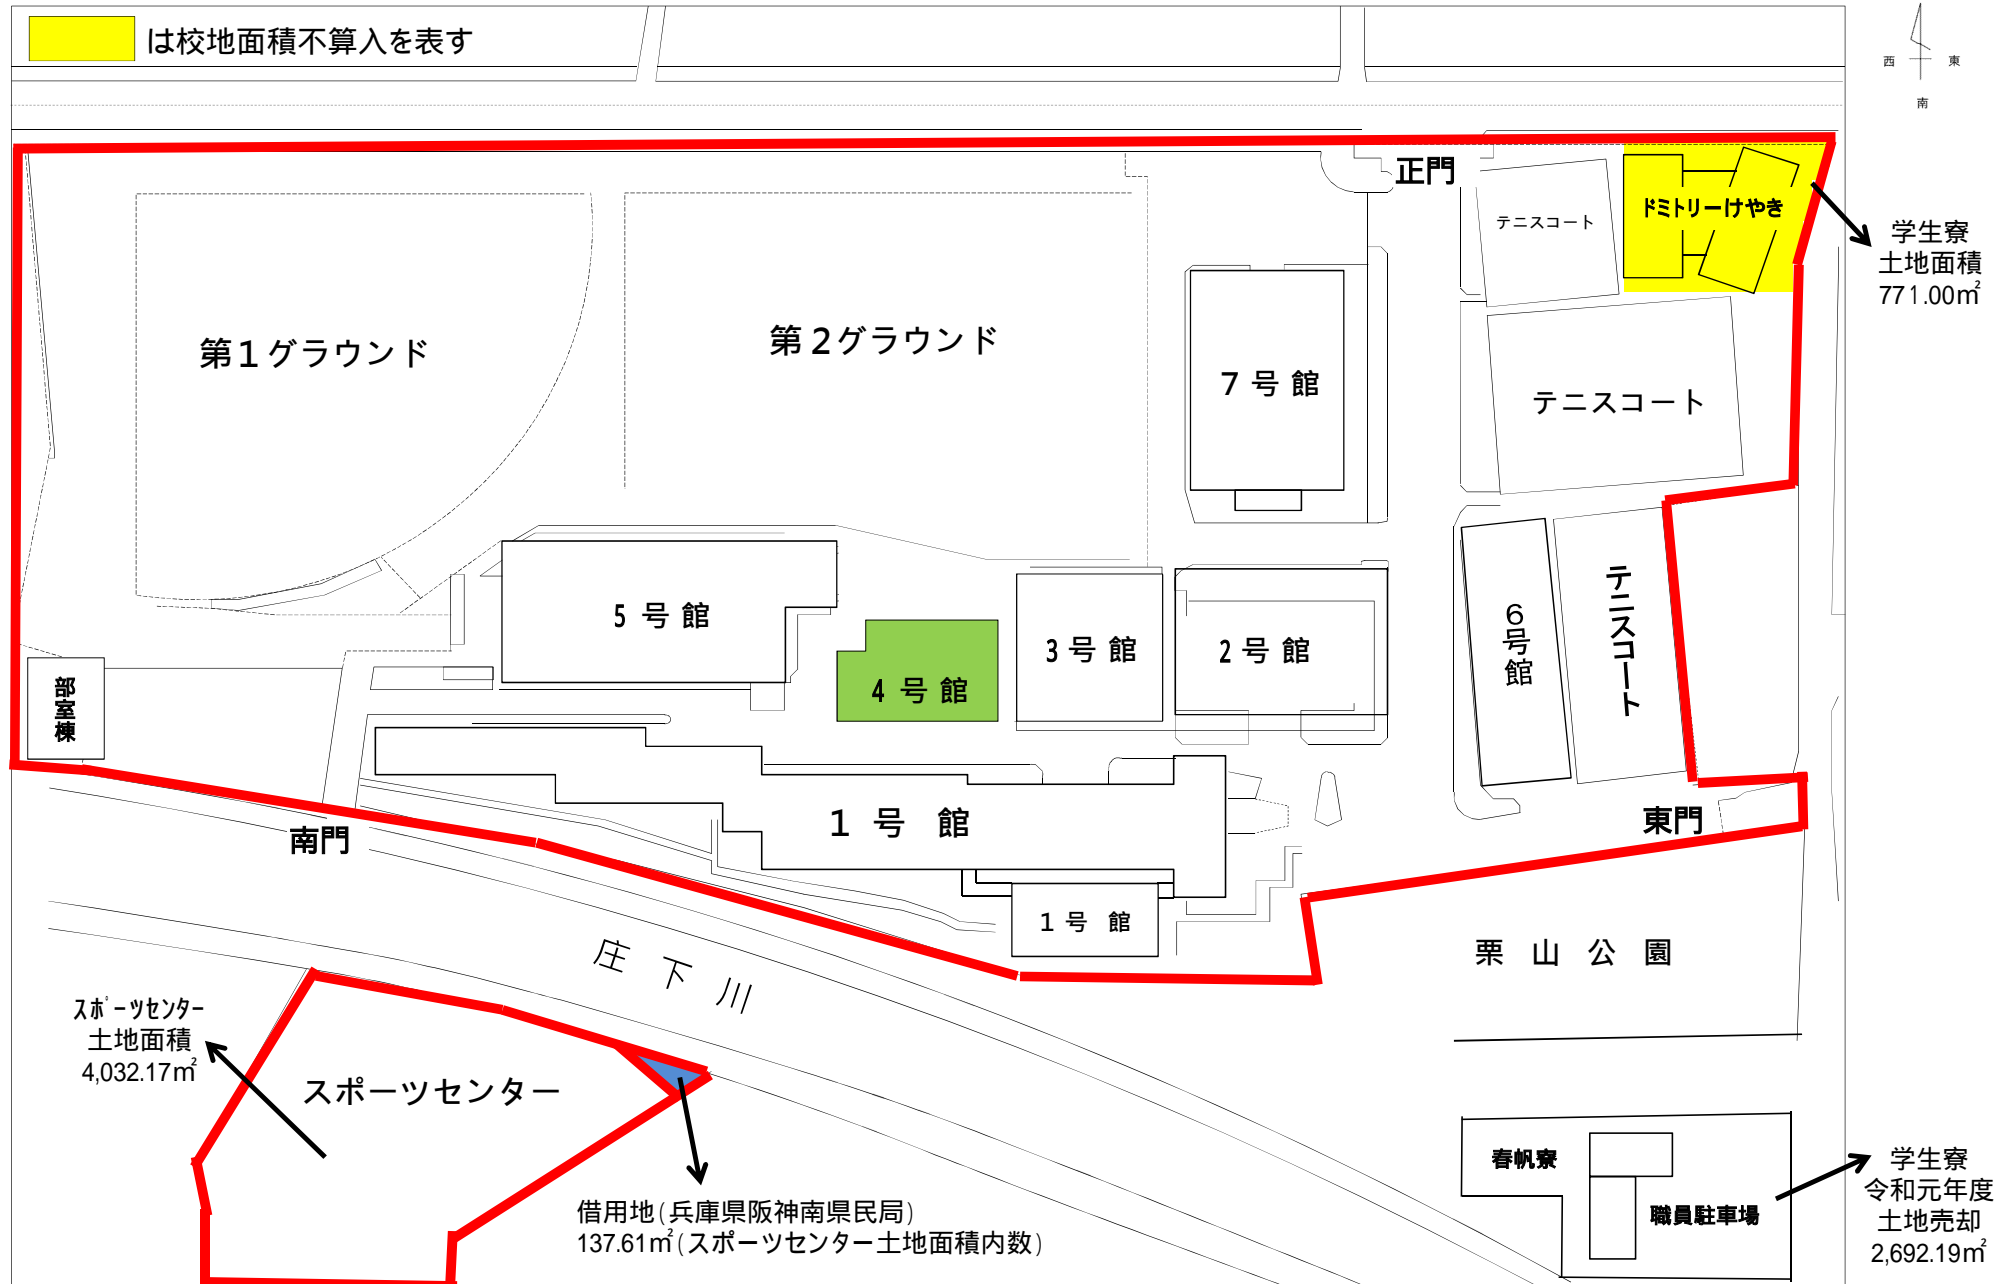 は校地面積不算入を表す
西 東
南
正門
テニスコート
ドミトリーけやき
学生寮
土地面積
771.00㎡
第１グラウンド
第２グラウンド
７号館
テニスコート
5号館
4号館
3号館
2号館
６号館
テニスコート
部室棟
１号館
南門
東門
１号館
庄下川
栗山公園
スポーツセンター
土地面積
4,032.17㎡
スポーツセンター
借用地(兵庫県阪神南県民局)
137.61㎡(スポーツセンター土地面積内数)
春帆寮
職員駐車場
学生寮
令和元年度
土地売却
2,692.19㎡